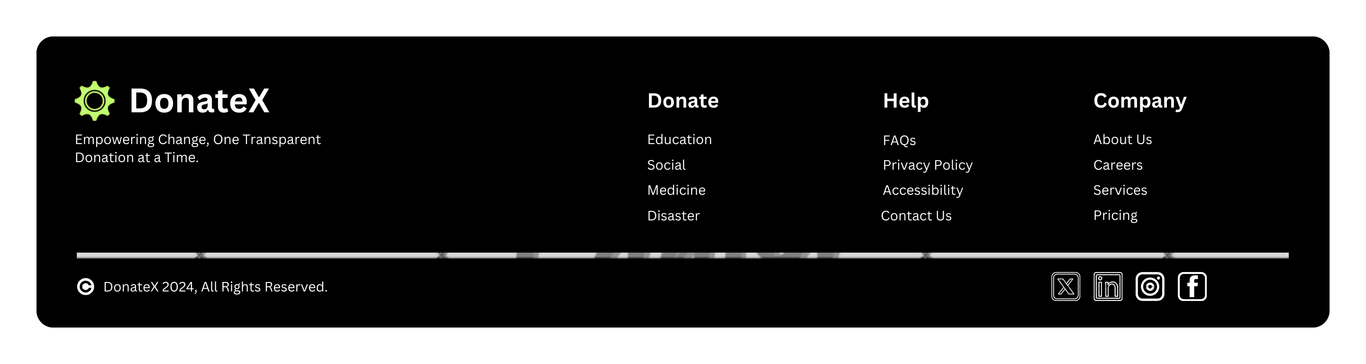 DonateX
Empowering Change, One Transparent
Donation at a Time.
Donate
Education
Social
Medicine
Disaster
Help
FAQs
Privacy Policy
Accessibility
Contact Us
Company
About Us
Careers
Services
Pricing
© DonateX 2024, All Rights Reserved.